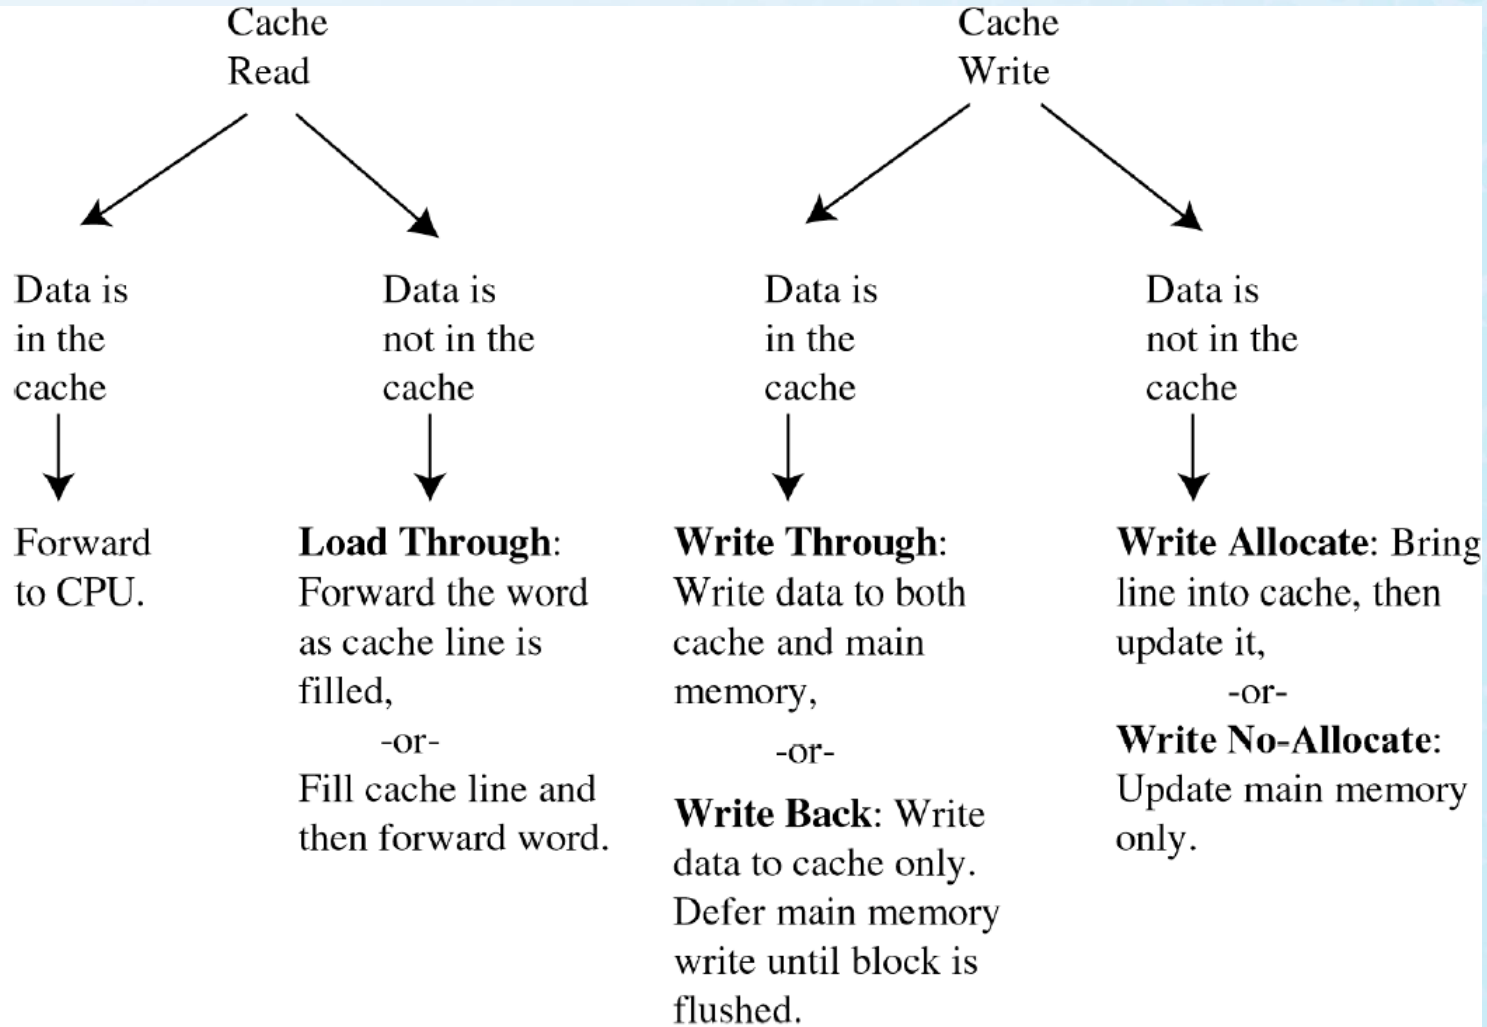 Cache
Read
Cache
Write
Data is
in the
cache
Data is
not in the
cache
Data is
in the
cache
Data is
not in the
cache
Forward
to CPU.
Load Through:
Forward the word
as cache line is
filled,
-or-
Fill cache line and
then forward word.
Write Through:
Write data to both
cache and main
memory,
-or-
Write Back: Write
data to cache only.
Defer main memory
write until block is
flushed.
Write Allocate: Bring
line into cache, then
update it,
-or-
Write No-Allocate:
Update main memory
only.